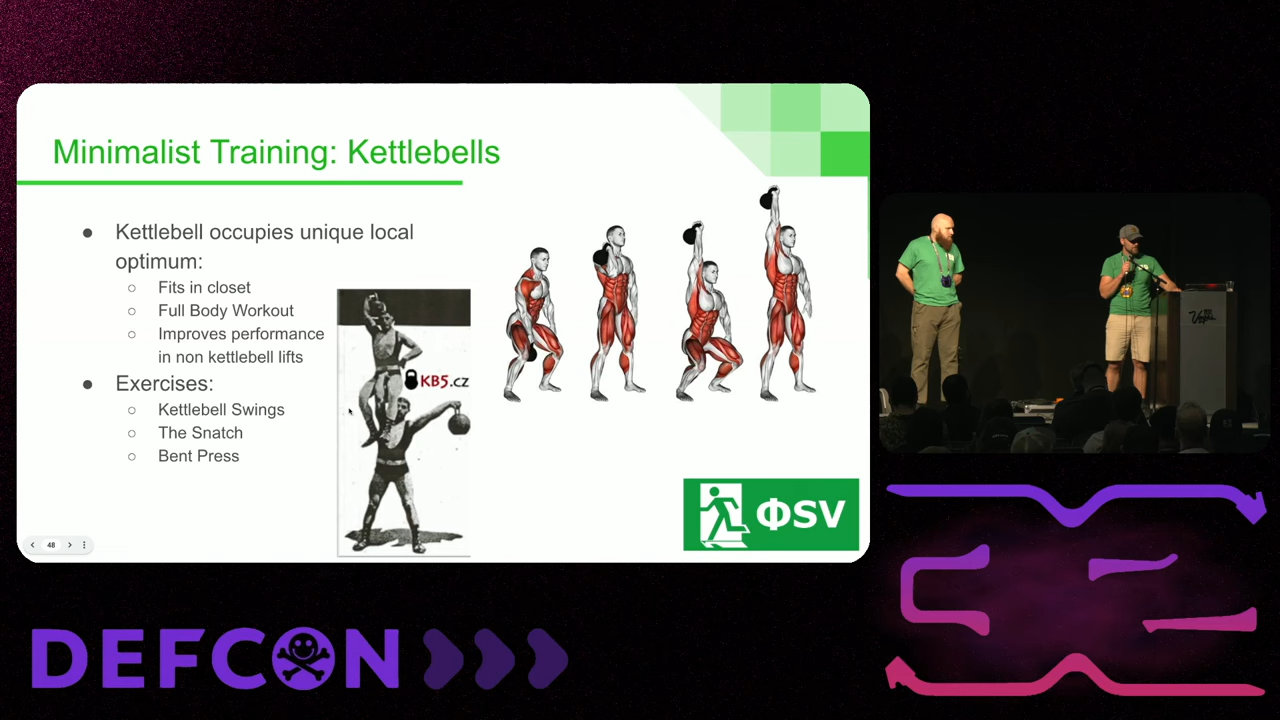 Minimalist Training: Kettlebells
● Kettlebell occupies unique local
optimum:
○ Fits in closet
○ Full Body Workout
○ Improves performance
in non kettlebell lifts
● Exercises:
○ Kettlebell Swings
○ The Snatch
○ Bent Press
KB5.cz
ΦSV
48
Vegas
DEFCON